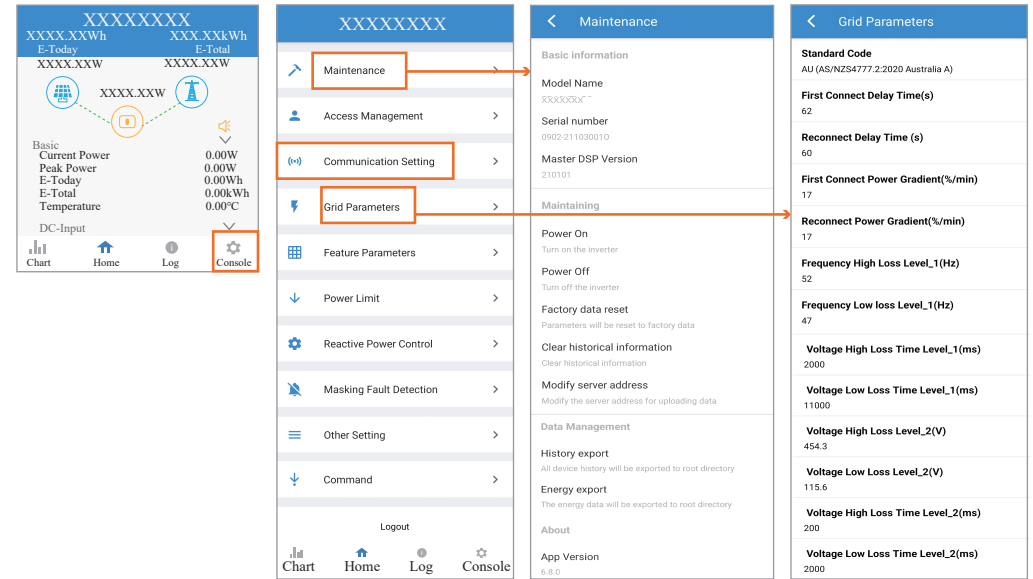 XXXXXXXX
XXXX.XXWh XXX.XXkWh
E-Today E-Total
XXXX.XXW XXXX.XXW
XXXX.XXW
Basic
Current Power 0.00W
Peak Power 0.00W
E-Today 0.00Wh
E-Total 0.00kWh
Temperature 0.00℃
DC-Input
Chart Home Log Console
XXXXXXXX
Maintenance
Access Management
Communication Setting
Grid Parameters
Feature Parameters
Power Limit
Reactive Power Control
Masking Fault Detection
Other Setting
Command
Logout
Chart Home Log Console
Maintenance
Basic information
Model Name
XXXXXXX
Serial number
0902-21103001O
Master DSP Version
210101
Maintaining
Power On
Turn on the inverter
Power Off
Turn off the inverter
Factory data reset
Parameters will be reset to factory data
Clear historical information
Clear historical information
Modify server address
Modify the server address for uploading data
Data Management
History export
All device history will be exported to root directory
Energy export
The energy data will be exported to root directory
About
App Version
6.8.0
Grid Parameters
Standard Code
AU (AS/NZS4777.2:2020 Australia A)
First Connect Delay Time(s)
62
Reconnect Delay Time (s)
60
First Connect Power Gradient(%/min)
17
Reconnect Power Gradient(%/min)
17
Frequency High Loss Level_1(Hz)
52
Frequency Low loss Level_1(Hz)
47
Voltage High Loss Time Level_1(ms)
2000
Voltage Low Loss Time Level_1(ms)
11000
Voltage High Loss Level_2(V)
454.3
Voltage Low Loss Level_2(V)
115.6
Voltage High Loss Time Level_2(ms)
200
Voltage Low Loss Time Level_2(ms)
2000